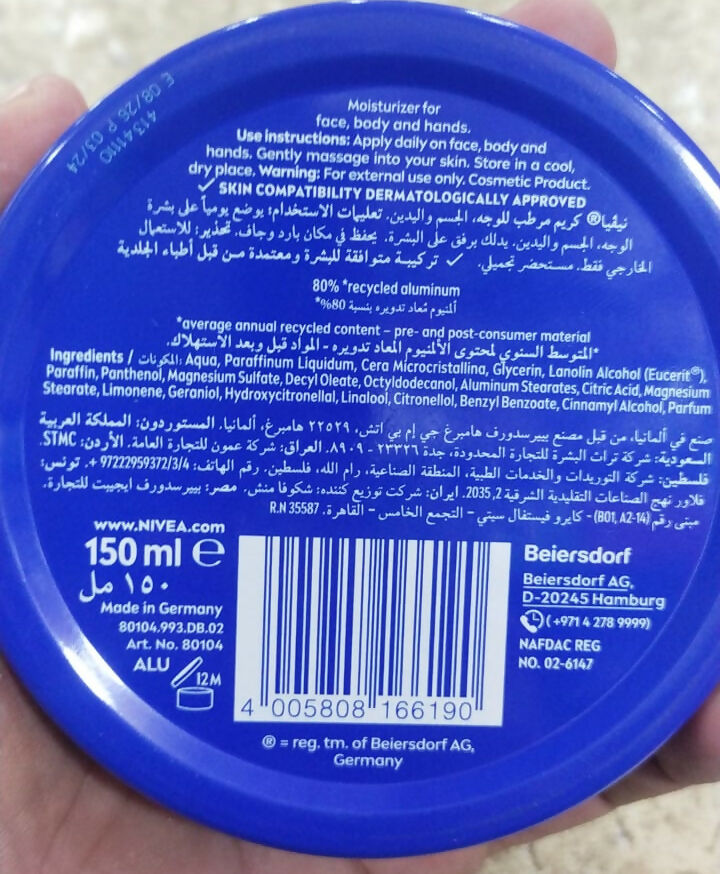 E 08/26 P 03/24
41341110
Moisturizer for
face, body and hands.
Use instructions: Apply daily on face, body and
hands. Gently massage into your skin. Store in a cool,
dry place. Warning: For external use only. Cosmetic Product.
✓ SKIN COMPATIBILITY DERMATOLOGICALLY APPROVED
نيڤيا® كريم مرطب للوجه، الجسم واليدين. تعليمات الاستخدام: يوضع يومياً على بشرة
الوجه، الجسم واليدين. يدلك برفق على البشرة. يحفظ في مكان بارد وجاف. تحذير: للاستعمال
الخارجي فقط. مستحضر تجميلي. ✓ تركيبة متوافقة للبشرة ومعتمدة من قبل أطباء الجلدية
80% *recycled aluminum
ألمنيوم مُعاد تدويره بنسبة 80%*
*average annual recycled content – pre- and post-consumer material
*المتوسط السنوي لمحتوى الألمنيوم المُعاد تدويره - المواد قبل وبعد الاستهلاك.
Ingredients / المكونات: Aqua, Paraffinum Liquidum, Cera Microcristallina, Glycerin, Lanolin Alcohol (Eucerit®),
Paraffin, Panthenol, Magnesium Sulfate, Decyl Oleate, Octyldodecanol, Aluminum Stearates, Citric Acid, Magnesium
Stearate, Limonene, Geraniol, Hydroxycitronellal, Linalool, Citronellol, Benzyl Benzoate, Cinnamyl Alcohol, Parfum
صنع في ألمانيا، من قبل مصنع بييرسدورف هامبرغ جي إم بي اتش، ٢٢٥٢٩ هامبرغ، ألمانيا. المستوردون: المملكة العربية
السعودية: شركة تراث البشرة للتجارة المحدودة، جدة ٢٣٣٣٦ - ٨٩٠٩. العراق: شركة عمون للتجارة العامة. الأردن: STMC.
فلسطين: شركة التوريدات والخدمات الطبية، المنطقة الصناعية، رام الله، فلسطين. رقم الهاتف: 97222959372/3/4 +. تونس:
فلاور نهج الصناعات التقليدية الشرقية 2,2035. ایران: شرکت توزیع کننده: شکوفا منش. مصر: بييرسدورف ايجيبت للتجارة.
مبنى رقم (B01, A2-14) - كايرو فيستفال سيتي - التجمع الخامس - القاهرة. R.N 35587
www.NIVEA.com
150 ml e
١٥٠ مل
Made in Germany
80104.993.DB.02
Art. No. 80104
ALU
12M
4 005808 166190
Beiersdorf
Beiersdorf AG,
D-20245 Hamburg
(+971 4 278 9999)
NAFDAC REG
NO. 02-6147
® = reg. tm. of Beiersdorf AG,
Germany